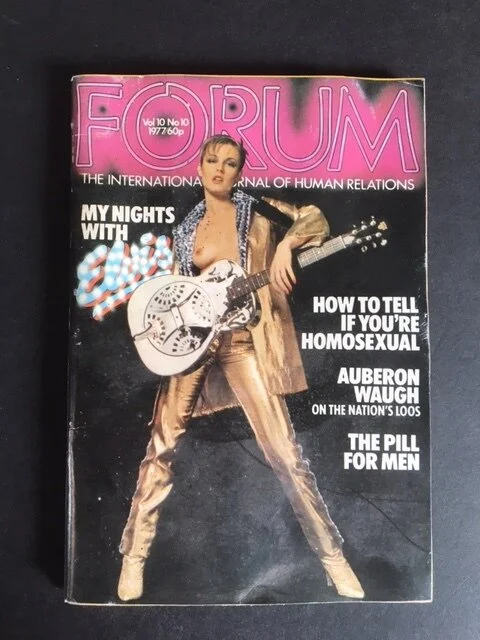 FORUM
Vol 10 No 10
1977 60p
THE INTERNATIONAL JOURNAL OF HUMAN RELATIONS
MY NIGHTS
WITH
Elvis
HOW TO TELL
IF YOU'RE
HOMOSEXUAL
AUBERON
WAUGH
ON THE NATION'S LOOS
THE PILL
FOR MEN